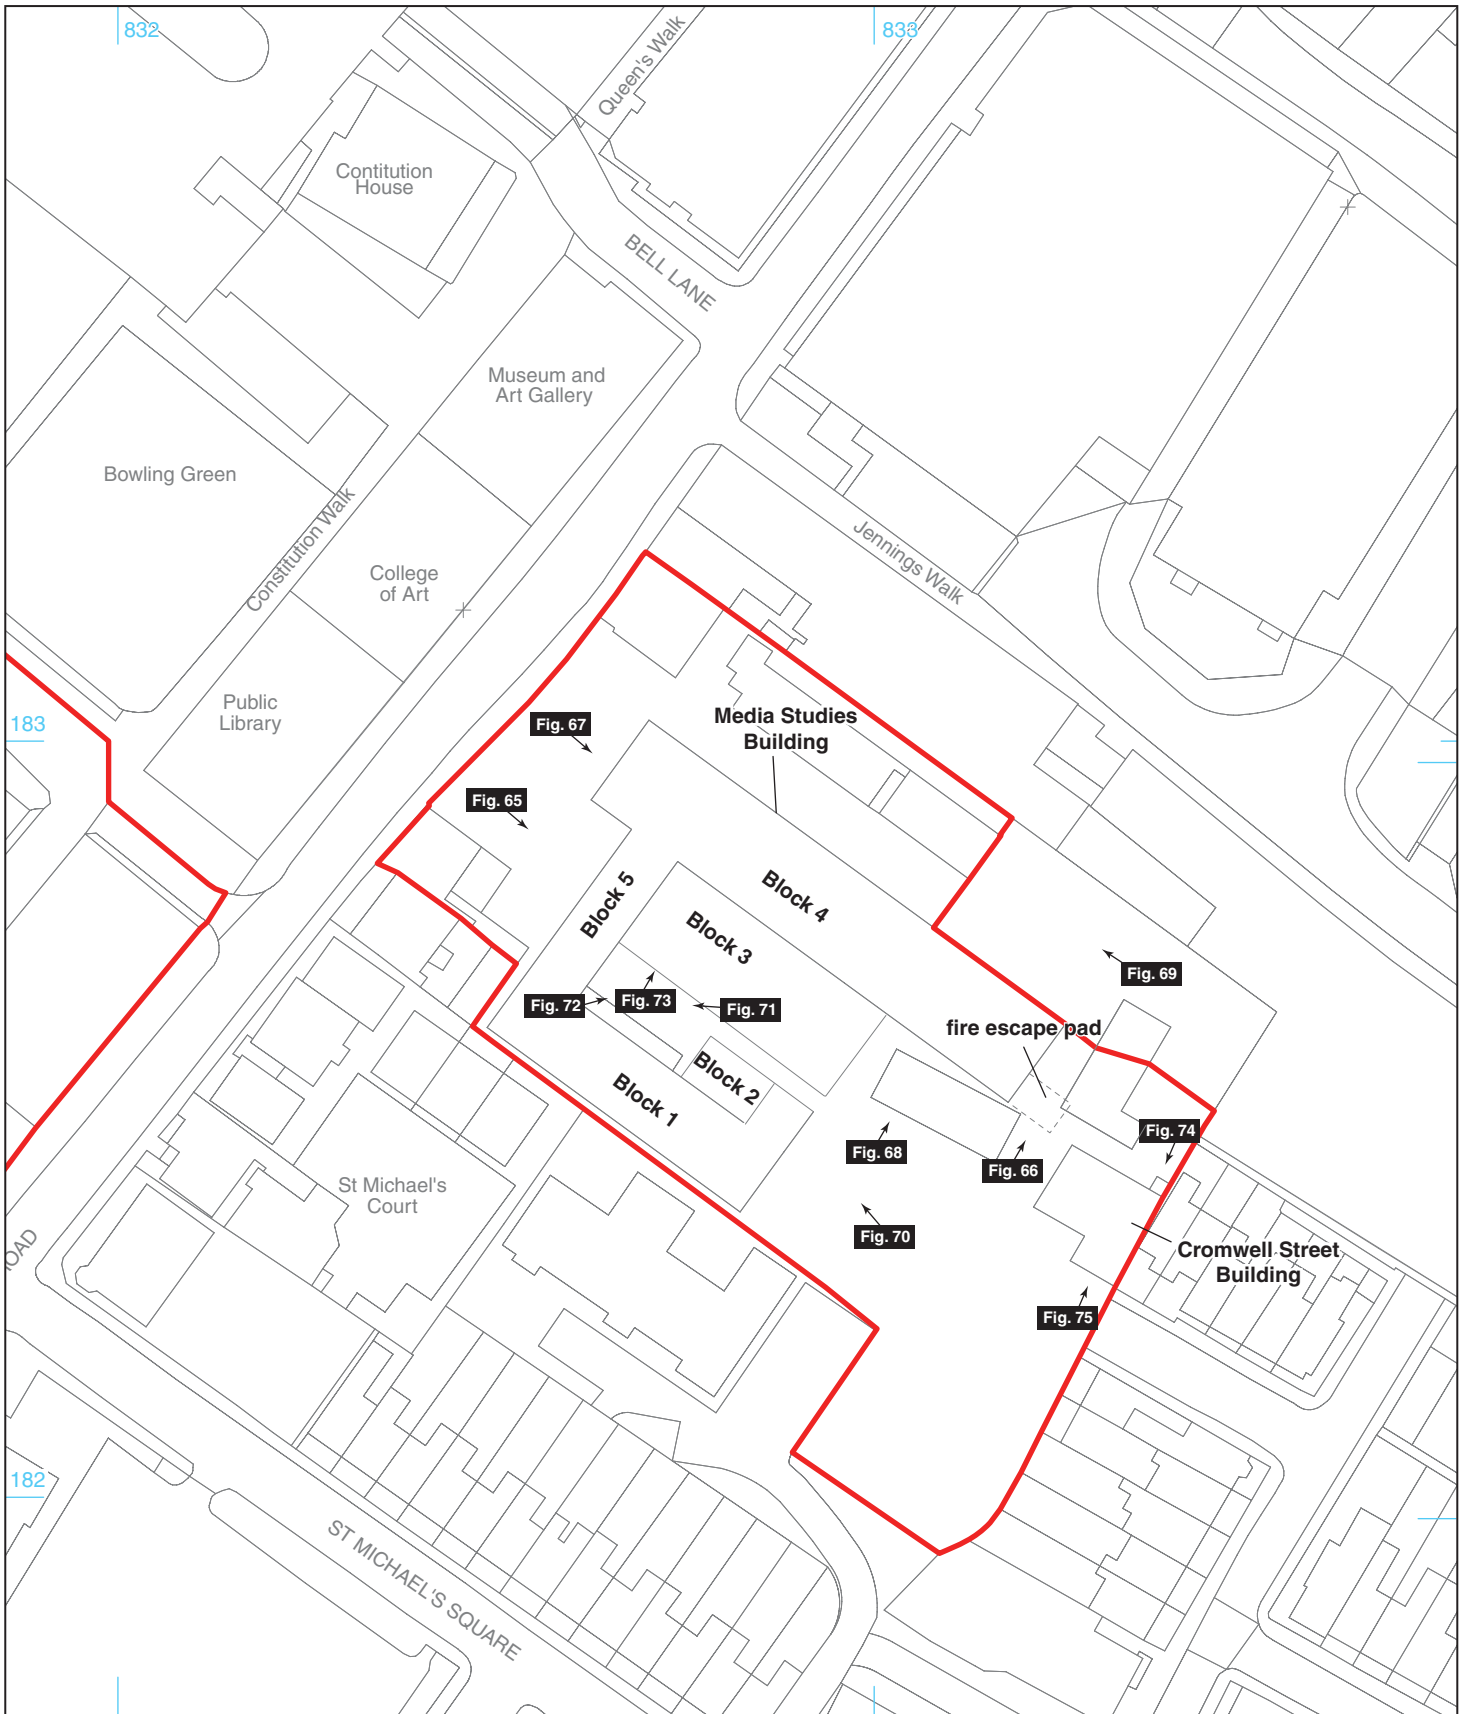 832
833
Queen's Walk
Contitution
House
BELL LANE
Museum and
Art Gallery
Bowling Green
Constitution Walk
College
of Art
Jennings Walk
Public
Library
183
Fig. 67
Media Studies
Building
Fig. 65
Block 5
Block 4
Block 3
Fig. 69
Fig. 72
Fig. 73
Fig. 71
fire escape pad
Block 2
Block 1
Fig. 74
Fig. 68
Fig. 66
St Michael's
Court
OAD
Fig. 70
Cromwell Street
Building
Fig. 75
182
ST MICHAEL'S SQUARE